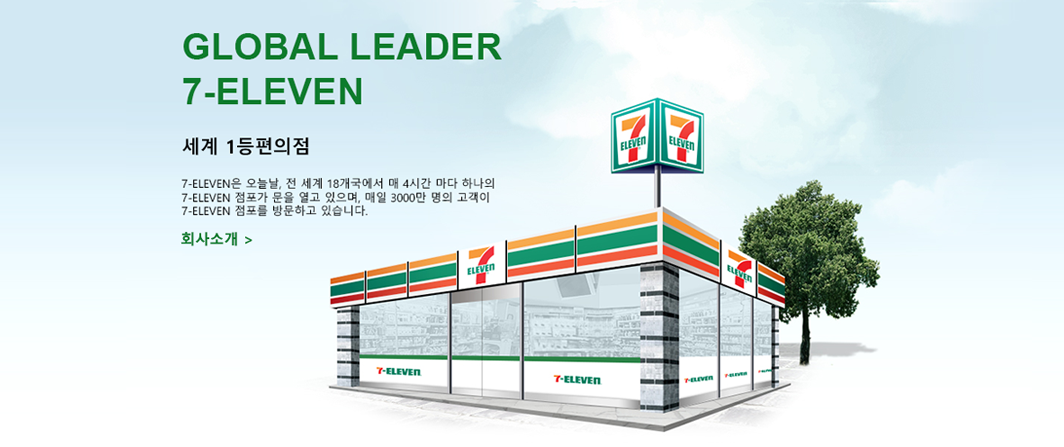 GLOBAL LEADER
7-ELEVEN
세계 1등편의점
7-ELEVEN은 오늘날, 전 세계 18개국에서 매 4시간 마다 하나의
7-ELEVEN 점포가 문을 열고 있으며, 매일 3000만 명의 고객이
7-ELEVEN 점포를 방문하고 있습니다.
회사소개 >
7 ELEVEN
7 ELEVEN
7 ELEVEN
7 ELEVEN
7-ELEVEN
7-ELEVEN
7-ELEVEN
7-ELEVEN
7-ELEVEN